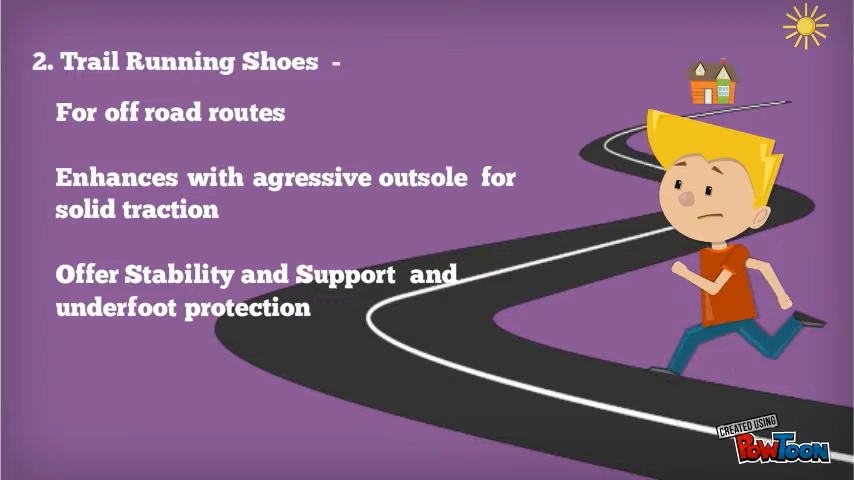 2. Trail Running Shoes -
For off road routes
Enhances with agressive outsole for
solid traction
Offer Stability and Support and
underfoot protection
CREATED USING
POWTOON